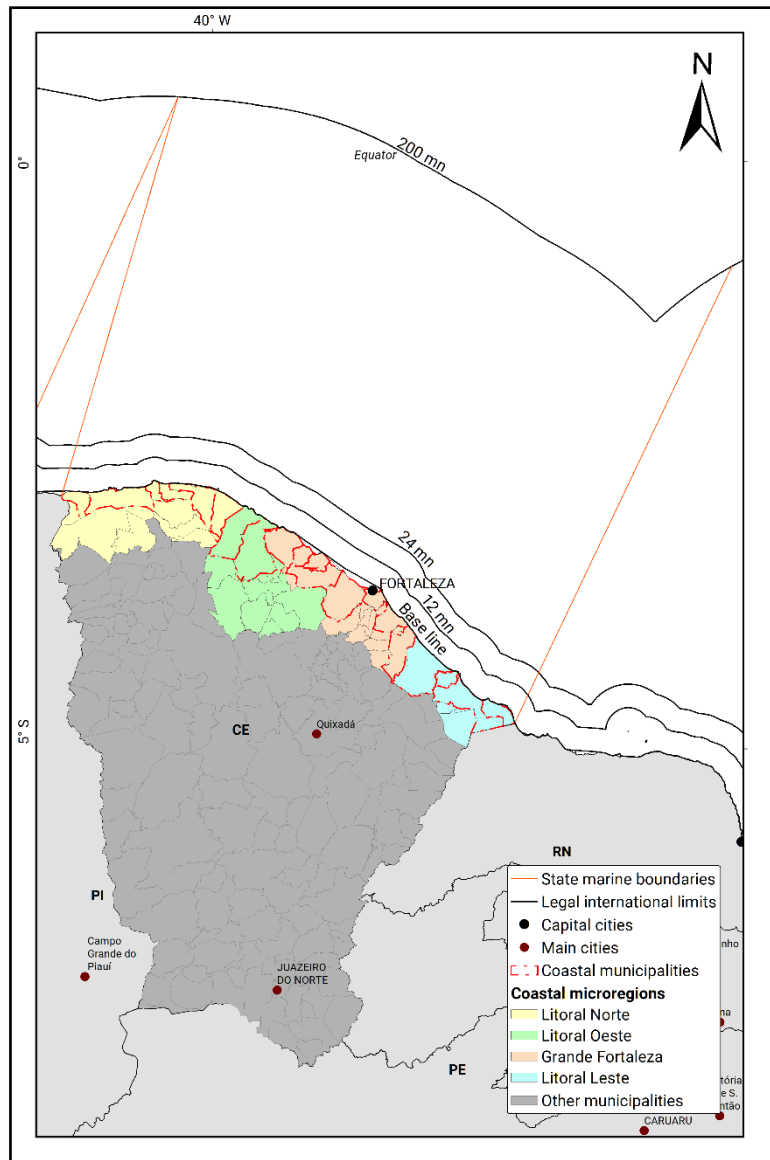 40° W
N
0°
200 mn
Equator
24 mn
FORTALEZA
12 mn
Base line
CE
Quixadá
5° S
RN
PI
Campo
Grande do
Piauí
JUAZEIRO
DO NORTE
PE
CARUARU
State marine boundaries
Legal international limits
Capital cities
Main cities
Coastal municipalities
Coastal microregions
Litoral Norte
Litoral Oeste
Grande Fortaleza
Litoral Leste
Other municipalities